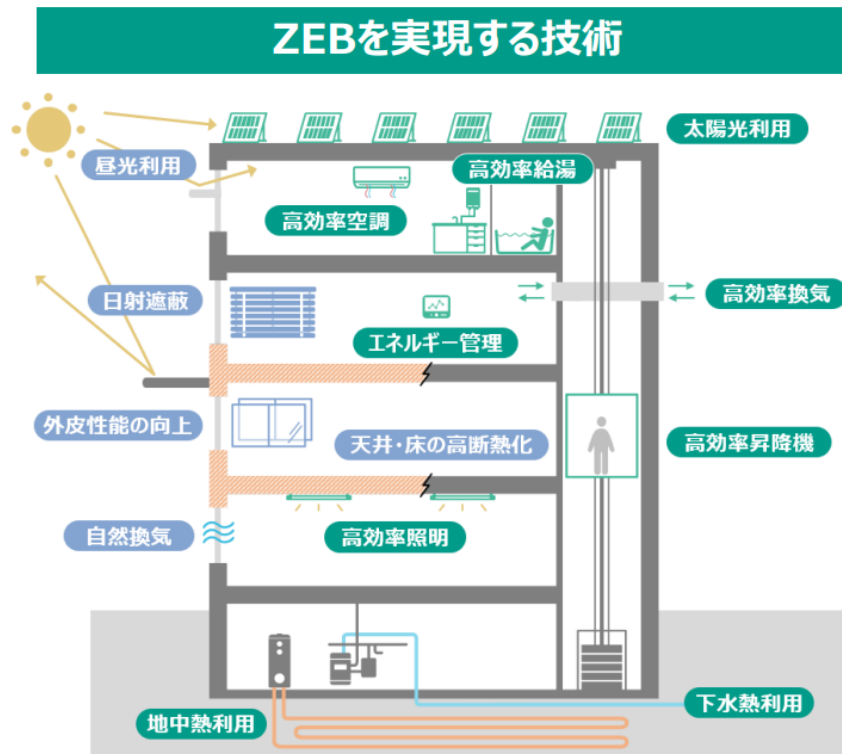 ZEBを実現する技術
太陽光利用
昼光利用
高効率給湯
高効率空調
日射遮蔽
高効率換気
エネルギー管理
外皮性能の向上
天井・床の高断熱化
高効率昇降機
自然換気
高効率照明
下水熱利用
地中熱利用